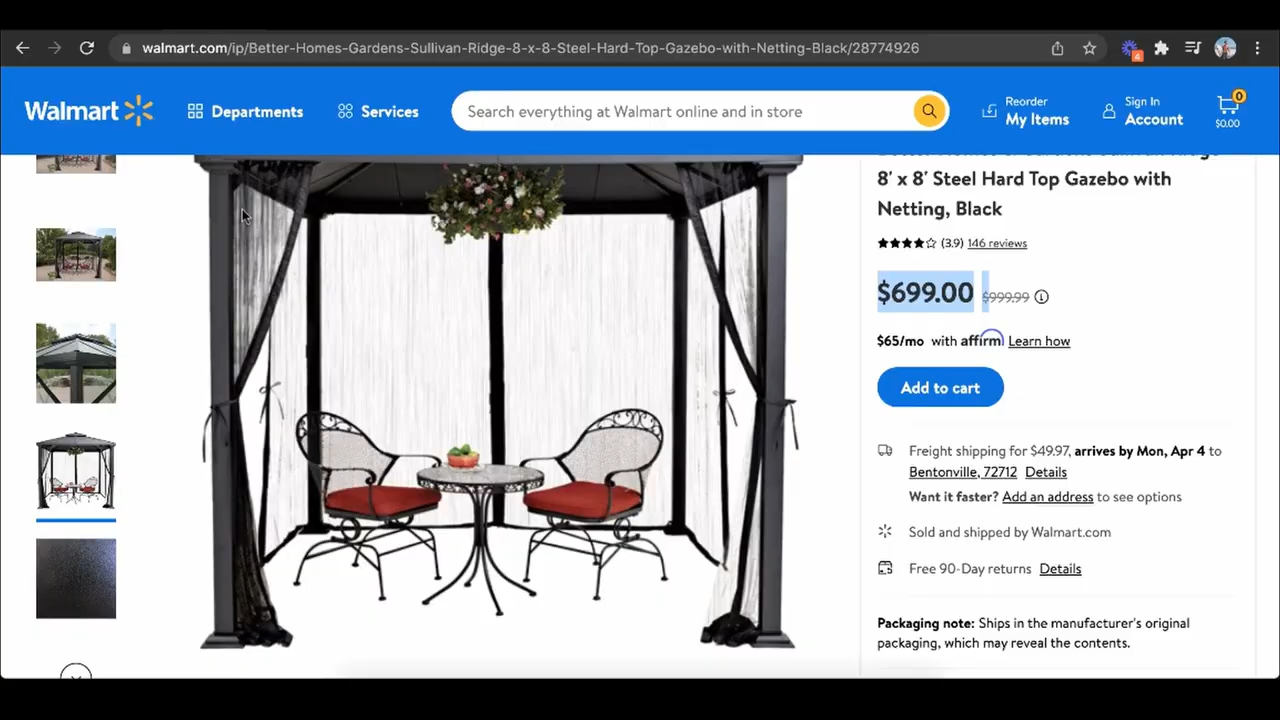 walmart.com/ip/Better-Homes-Gardens-Sullivan-Ridge-8-x-8-Steel-Hard-Top-Gazebo-with-Netting-Black/28774926
4
Walmart
Departments
Services
Search everything at Walmart online and in store
Reorder
My Items
Sign In
Account
0
$0.00
8' x 8' Steel Hard Top Gazebo with
Netting, Black
(3.9) 146 reviews
$699.00 $999.99
$65/mo with affirm Learn how
Add to cart
Freight shipping for $49.97, arrives by Mon, Apr 4 to
Bentonville, 72712 Details
Want it faster? Add an address to see options
Sold and shipped by Walmart.com
Free 90-Day returns Details
Packaging note: Ships in the manufacturer's original
packaging, which may reveal the contents.